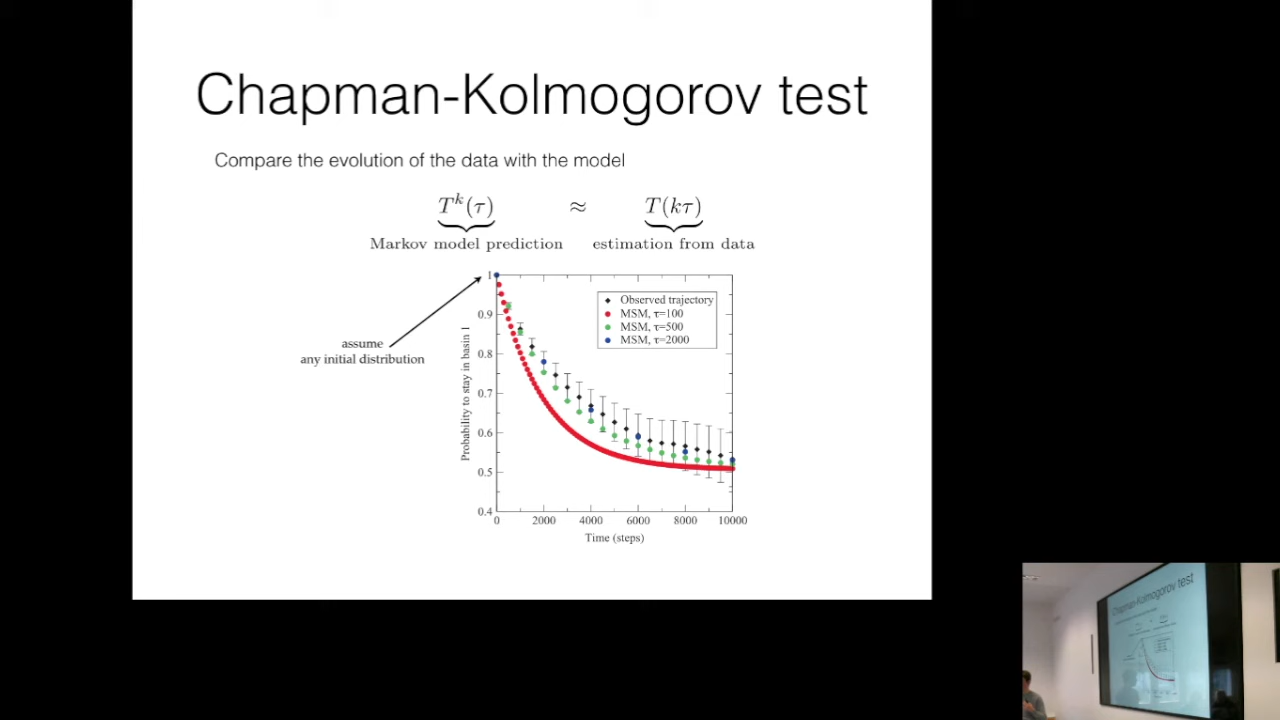 Chapman-Kolmogorov test
Compare the evolution of the data with the model
T^k(τ) ≈ T(kτ)
Markov model prediction estimation from data
assume
any initial distribution
Probability to stay in basin 1
1
0.9
0.8
0.7
0.6
0.5
0.4
Observed trajectory
MSM, τ=100
MSM, τ=500
MSM, τ=2000
0 2000 4000 6000 8000 10000
Time (steps)
Chapman-Kolmogorov test